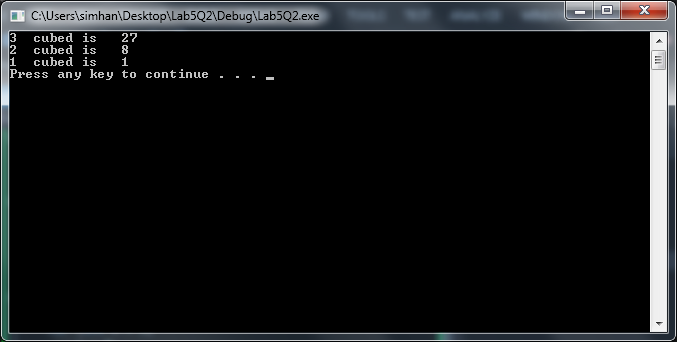 C:\Users\simhan\Desktop\Lab5Q2\Debug\Lab5Q2.exe
3  cubed is   27
2  cubed is   8
1  cubed is   1
Press any key to continue . . . _